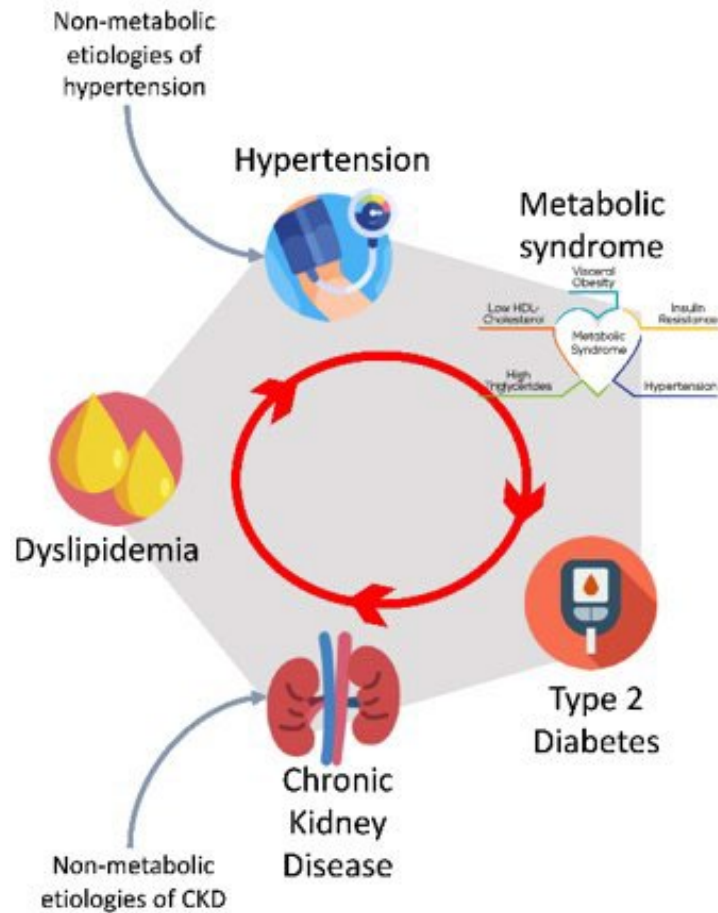 Non-metabolic
etiologies of
hypertension
Hypertension
Metabolic
syndrome
Visceral
Obesity
Low HDL-
Cholesterol
Insulin
Resistance
Metabolic
Syndrome
High
Triglycerides
Hypertension
Dyslipidemia
Type 2
Diabetes
Chronic
Kidney
Disease
Non-metabolic
etiologies of CKD